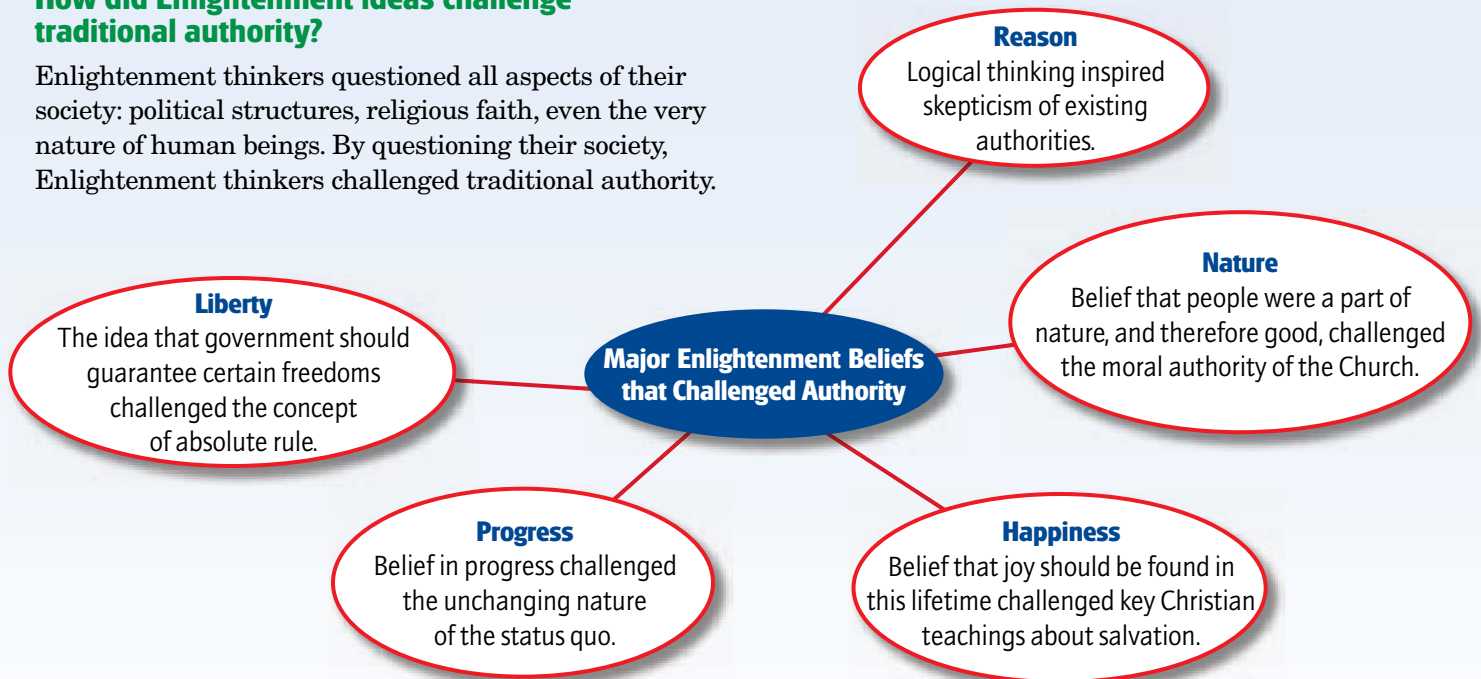 How did Enlightenment ideas challenge
traditional authority?
Enlightenment thinkers questioned all aspects of their
society: political structures, religious faith, even the very
nature of human beings. By questioning their society,
Enlightenment thinkers challenged traditional authority.
Reason
Logical thinking inspired
skepticism of existing
authorities.
Nature
Belief that people were a part of
nature, and therefore good, challenged
the moral authority of the Church.
Liberty
The idea that government should
guarantee certain freedoms
challenged the concept
of absolute rule.
Major Enlightenment Beliefs
that Challenged Authority
Progress
Belief in progress challenged
the unchanging nature
of the status quo.
Happiness
Belief that joy should be found in
this lifetime challenged key Christian
teachings about salvation.